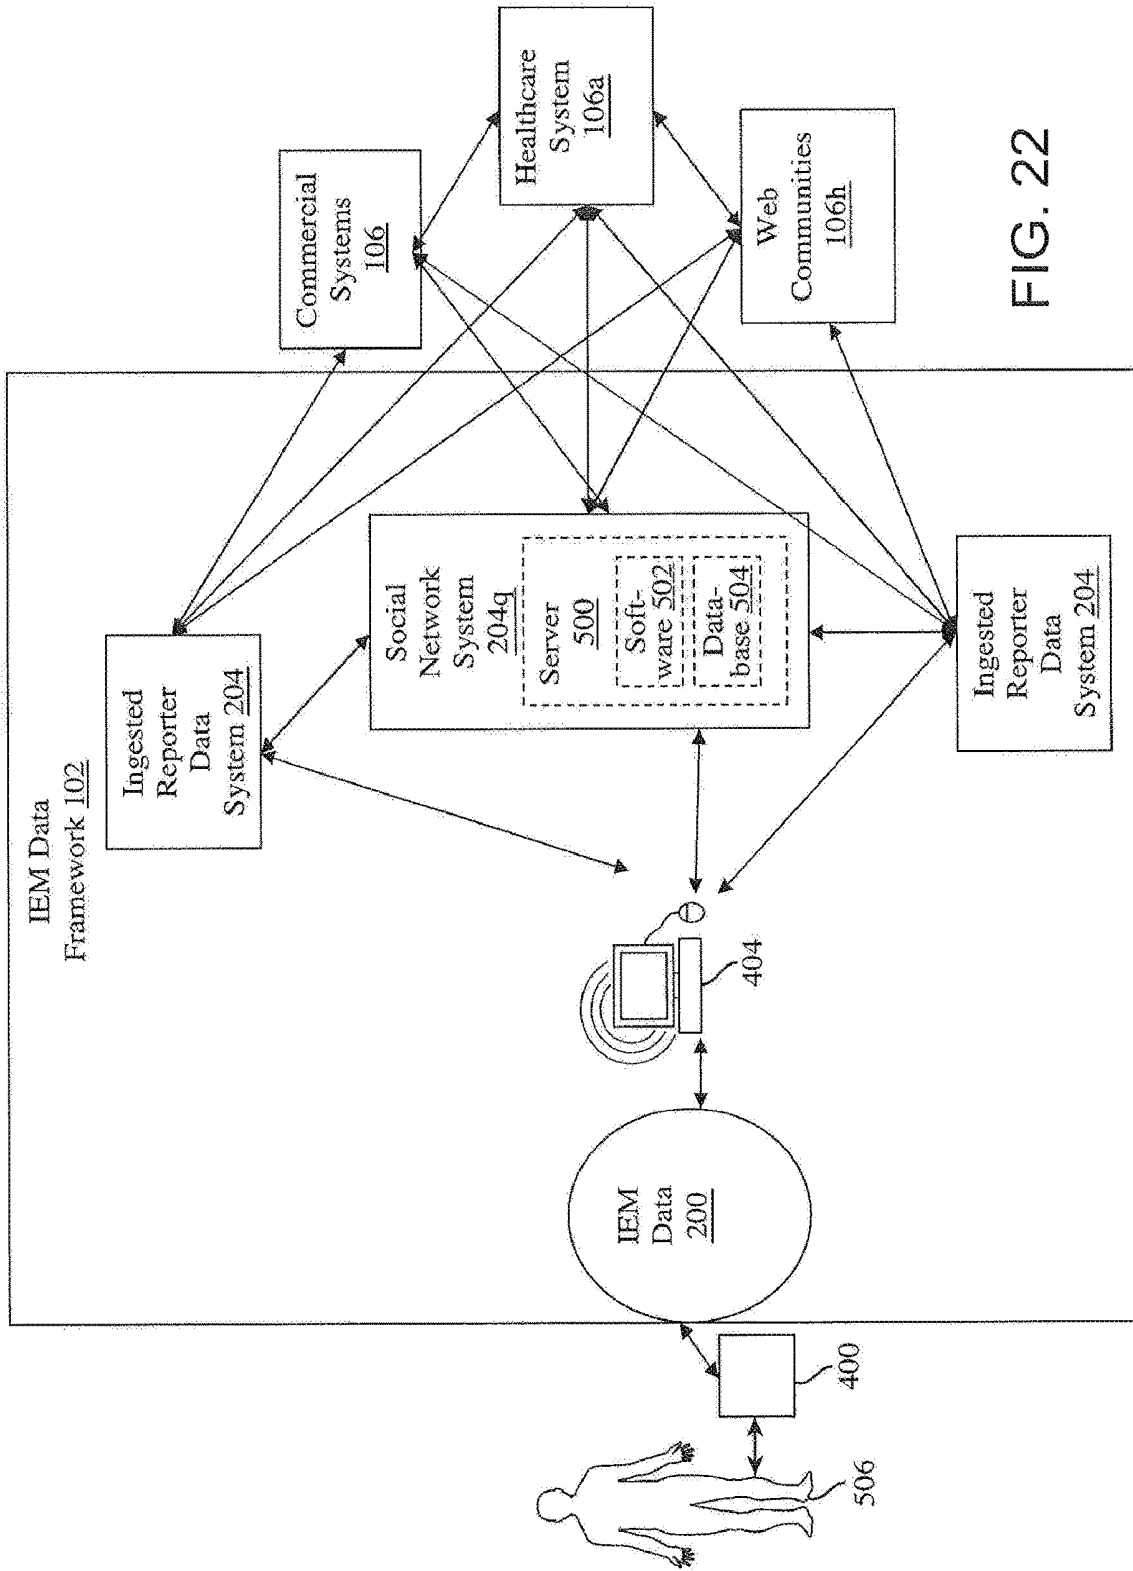 IEM Data
Framework 102
Ingested
Reporter
Data
System 204
Commercial
Systems
106
Social
Network
System
204q
Server
500
Soft-
ware 502
Data-
base 504
Healthcare
System
106a
IEM
Data
200
404
400
506
Web
Communities
106h
Ingested
Reporter
Data
System 204
FIG. 22